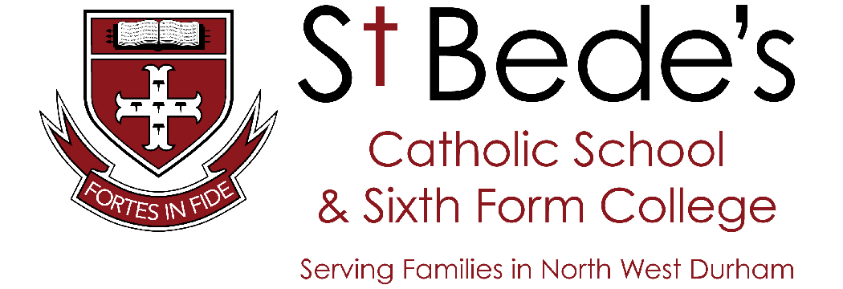 St Bede's
Catholic School
& Sixth Form College
Serving Families in North West Durham
FORTES IN FIDE